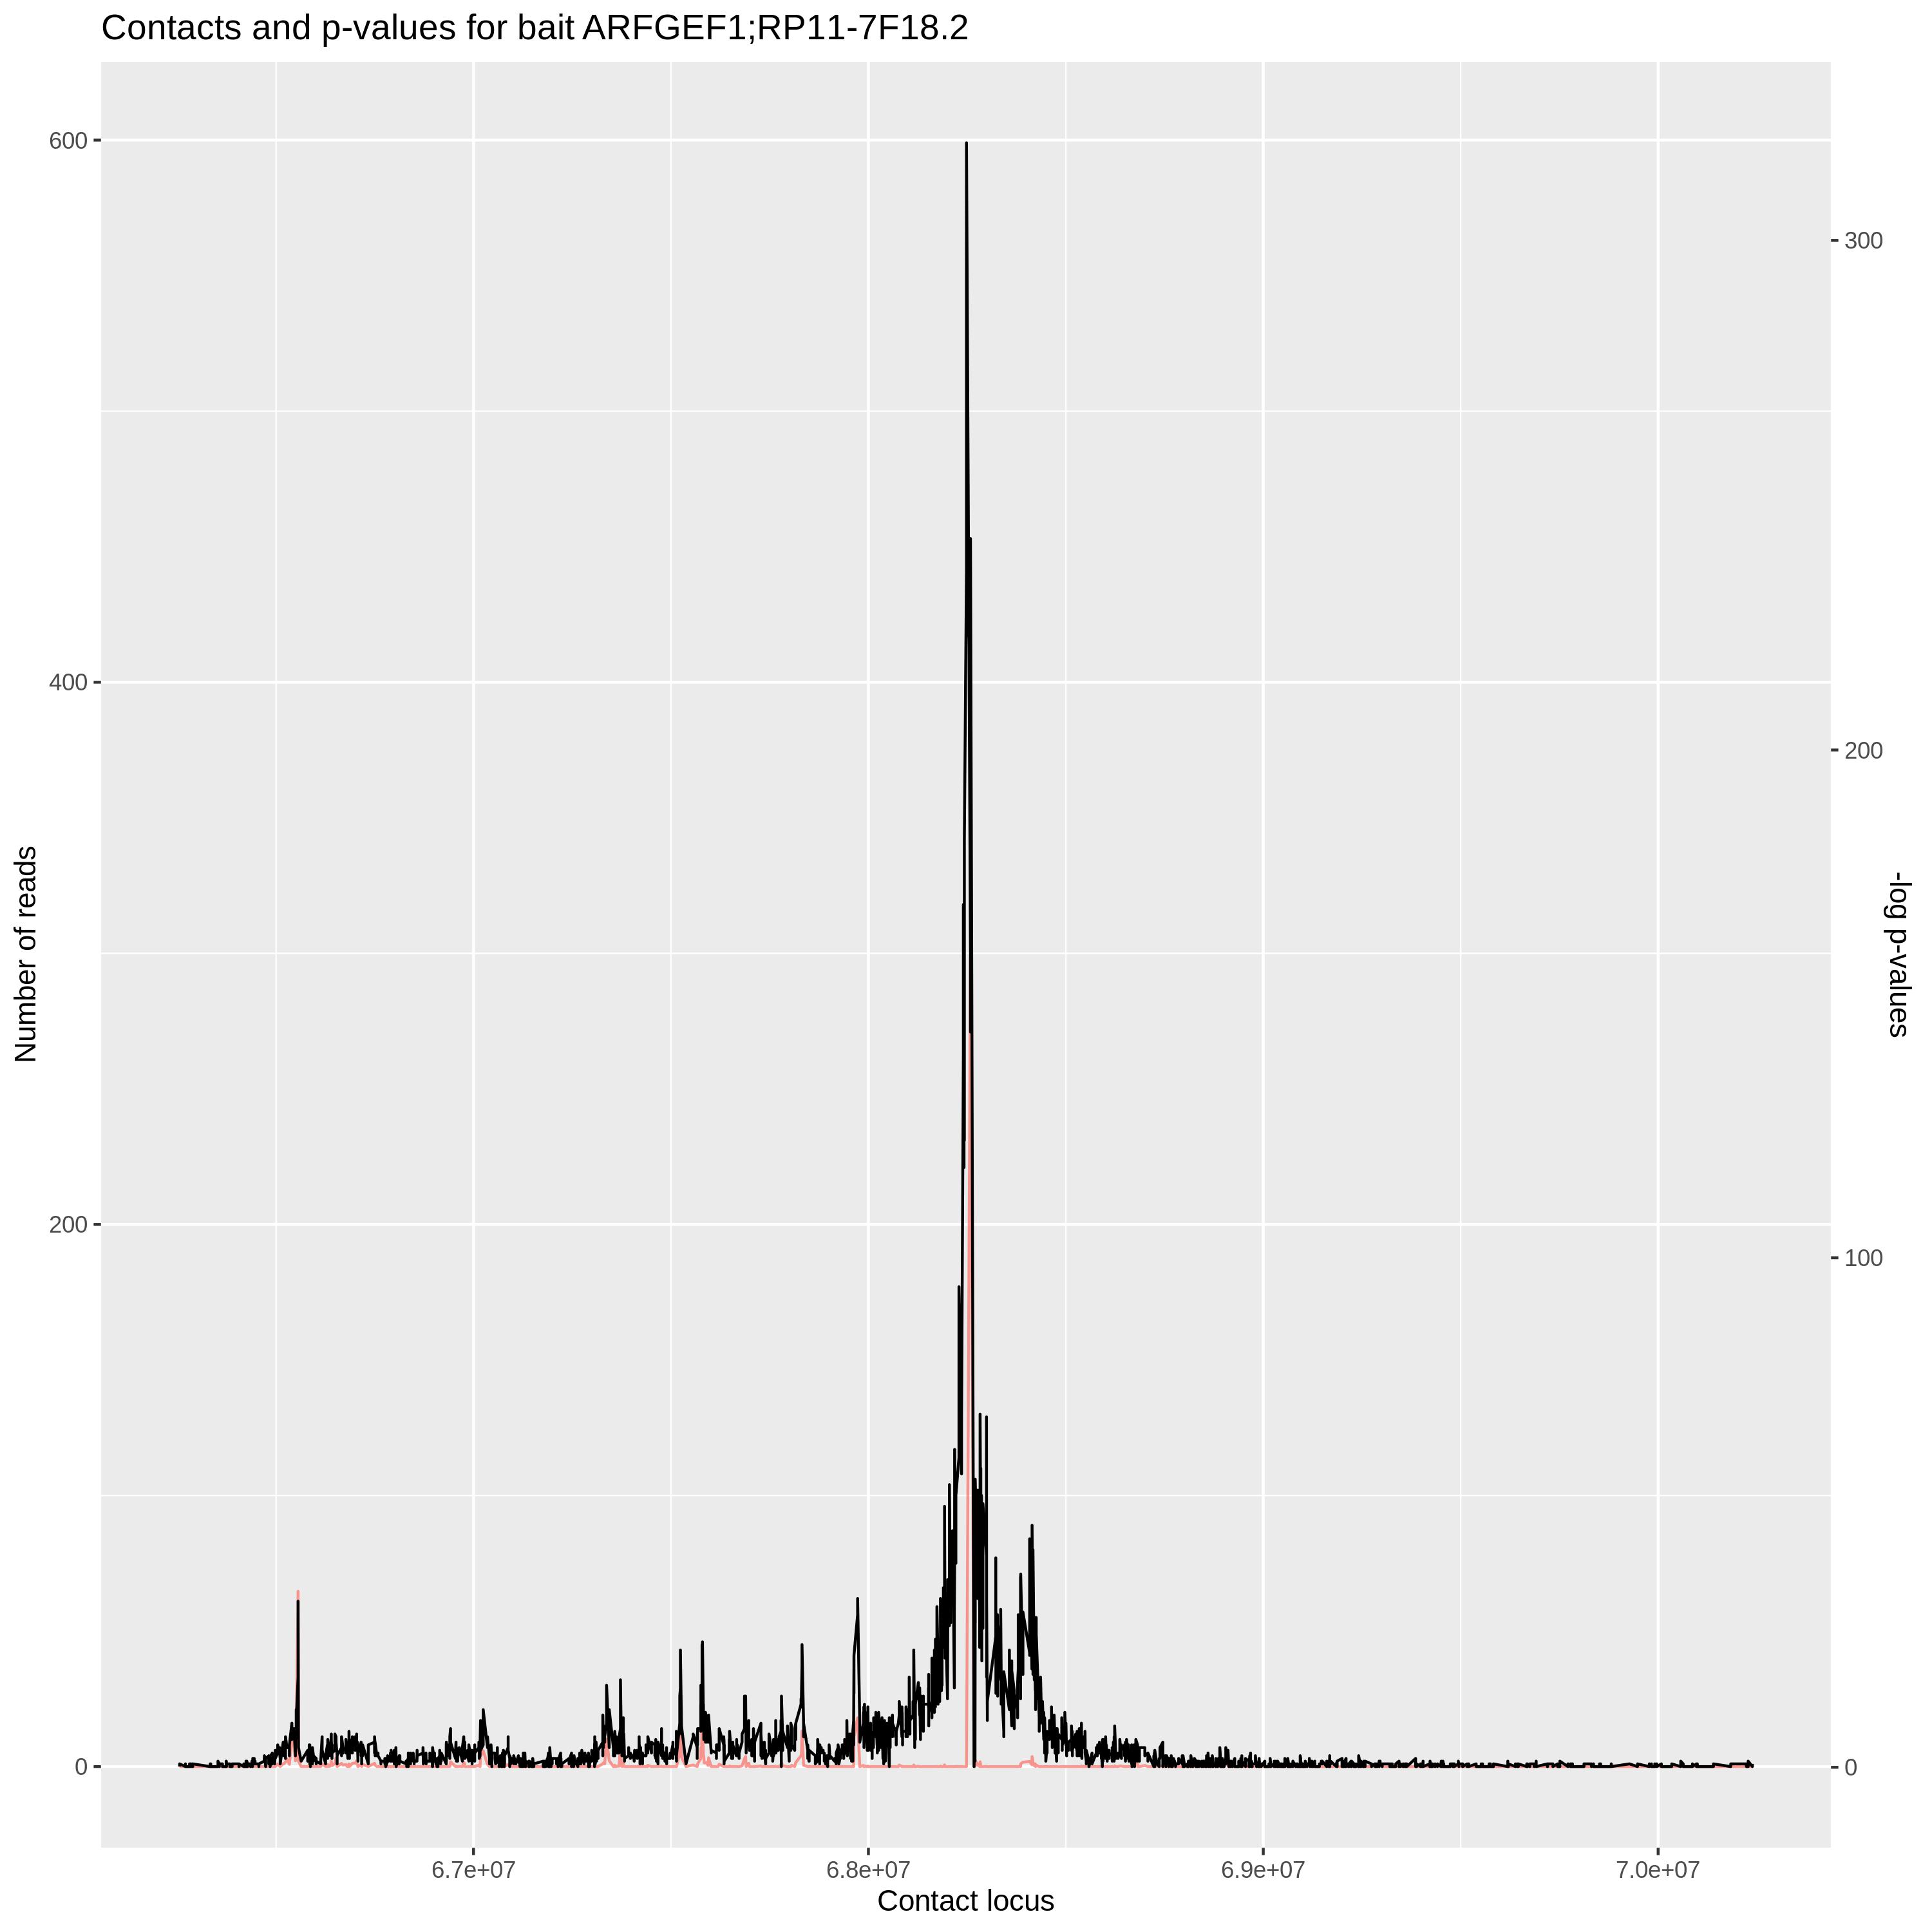 Contacts and p-values for bait ARFGEF1;RP11-7F18.2
600
400
200
0
Number of reads
300
200
100
0
-log p-values
6.7e+07
6.8e+07
6.9e+07
7.0e+07
Contact locus